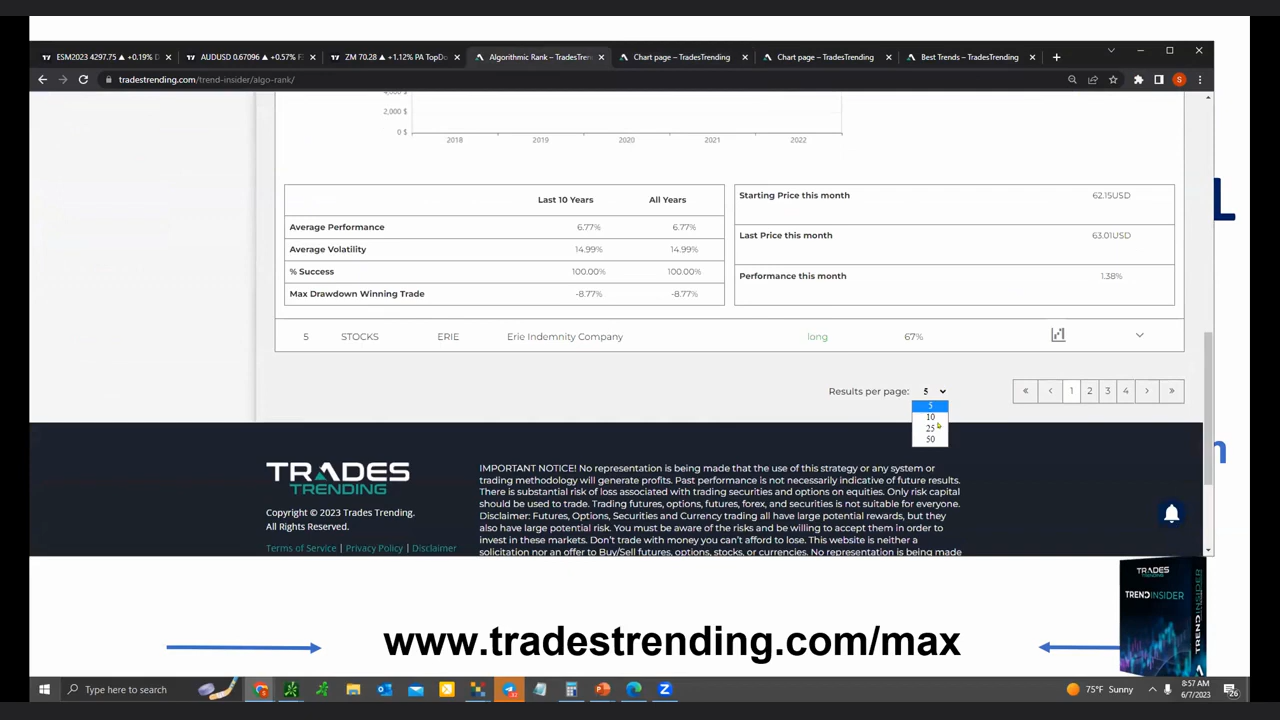 ESM2023 4297.75 ▲ +0.19% D
AUDUSD 0.67096 ▲ +0.57% F
ZM 70.28 ▲ +1.12% PA TopDo
Algorithmic Rank – TradesTren
Chart page – TradesTrending
Chart page – TradesTrending
Best Trends – TradesTrending
tradestrending.com/trend-insider/algo-rank/
S
2,000 $
0 $
2018 2019 2020 2021 2022
Last 10 Years All Years
Average Performance 6.77% 6.77%
Average Volatility 14.99% 14.99%
% Success 100.00% 100.00%
Max Drawdown Winning Trade -8.77% -8.77%
Starting Price this month 62.15USD
Last Price this month 63.01USD
Performance this month 1.38%
5 STOCKS ERIE Erie Indemnity Company long 67%
Results per page: 5
« ‹ 1 2 3 4 › »
5
10
25
50
TRADES
TRENDING
Copyright © 2023 Trades Trending.
All Rights Reserved.
Terms of Service | Privacy Policy | Disclaimer
IMPORTANT NOTICE! No representation is being made that the use of this strategy or any system or
trading methodology will generate profits. Past performance is not necessarily indicative of future results.
There is substantial risk of loss associated with trading securities and options on equities. Only risk capital
should be used to trade. Trading futures, options, futures, forex, and securities is not suitable for everyone.
Disclaimer: Futures, Options, Securities and Currency trading all have large potential rewards, but they
also have large potential risk. You must be aware of the risks and be willing to accept them in order to
invest in these markets. Don't trade with money you can't afford to lose. This website is neither a
solicitation nor an offer to Buy/Sell futures, options, stocks, or currencies. No representation is being made
L
m
TRADES
TRENDING
TRENDINSIDER
TRENDINSIDER
www.tradestrending.com/max
Type here to search
75°F Sunny
8:57 AM
6/7/2023
26